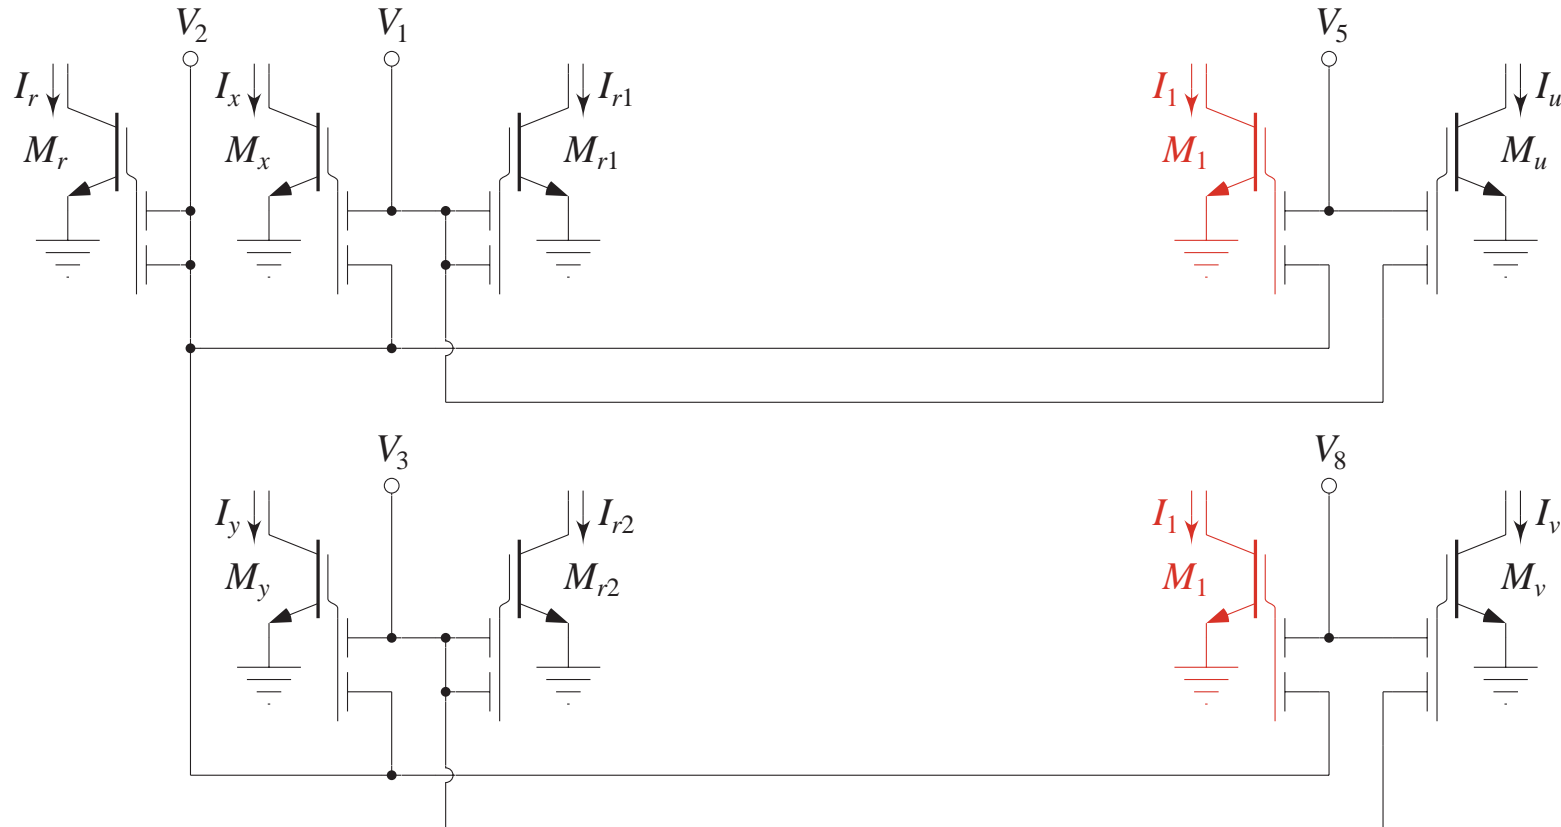 V2 V1 V5
Ir Ix Ir1 I1 Iu
Mr Mx Mr1 M1 Mu
V3 V8
Iy Ir2 I1 Iv
My Mr2 M1 Mv